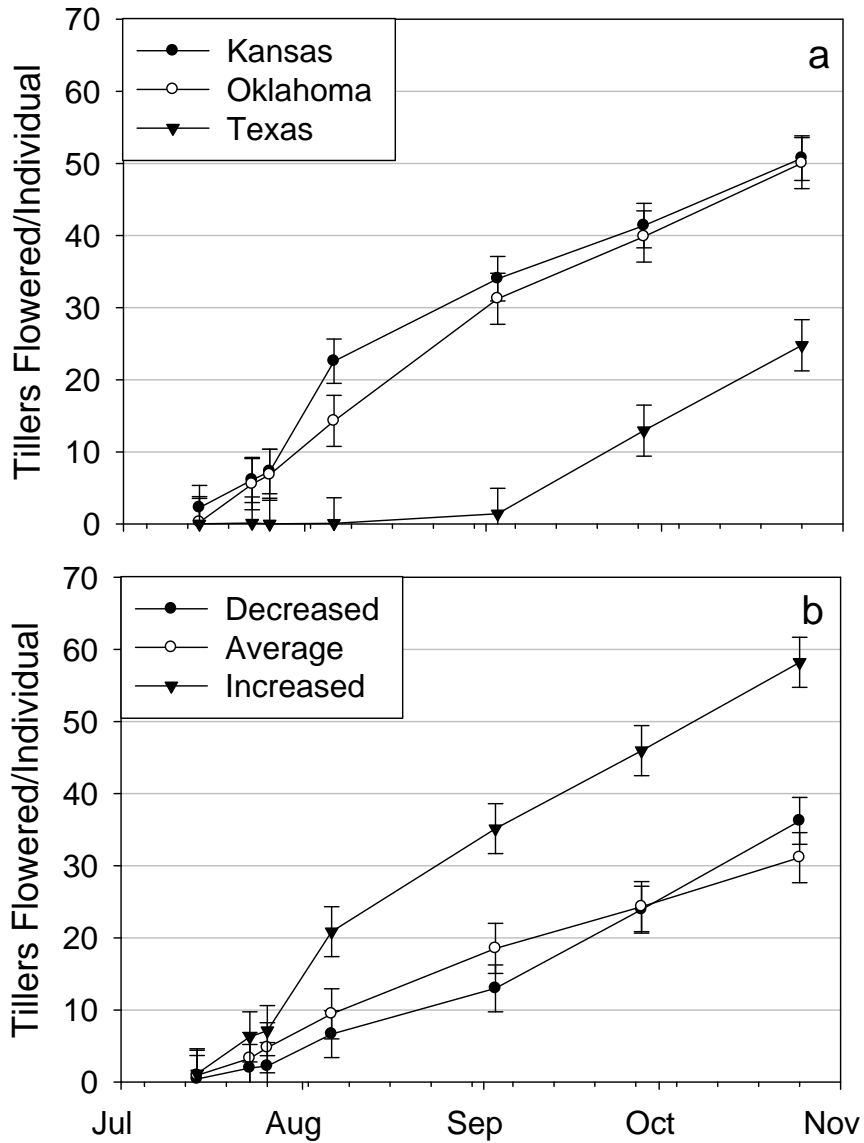 70
60
50
40
30
20
10
0
Tillers Flowered/Individual
Kansas
Oklahoma
Texas
a
70
60
50
40
30
20
10
0
Tillers Flowered/Individual
Decreased
Average
Increased
b
Jul Aug Sep Oct Nov